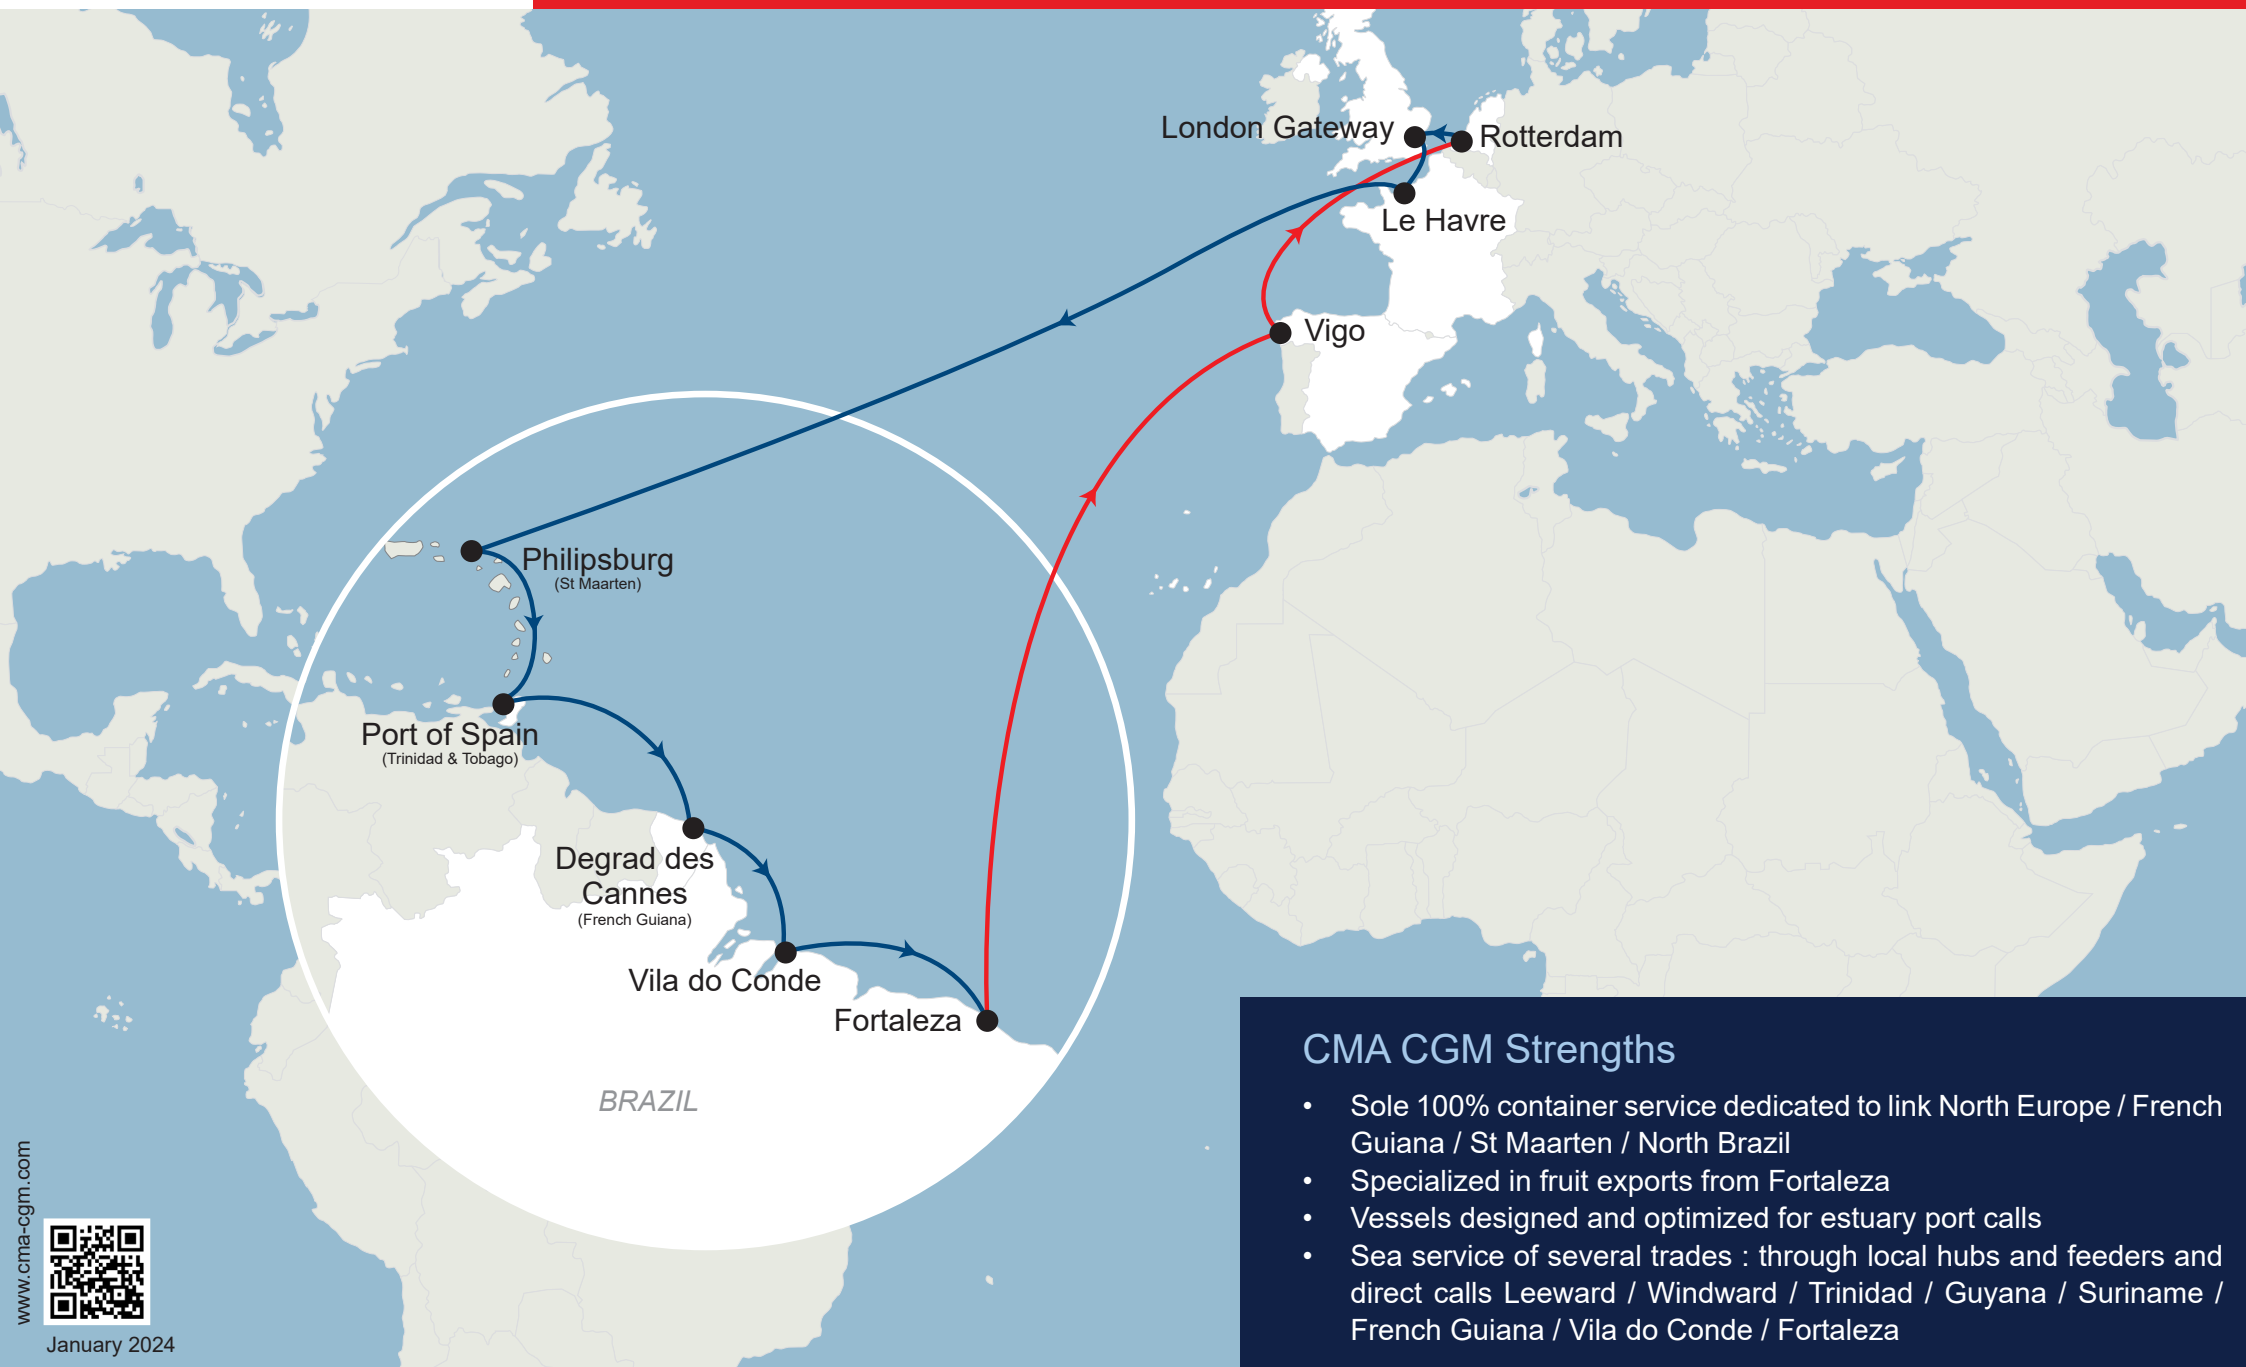 London Gateway
Rotterdam
Le Havre
Vigo
Philipsburg
(St Maarten)
Port of Spain
(Trinidad & Tobago)
Degrad des
Cannes
(French Guiana)
Vila do Conde
Fortaleza
BRAZIL
CMA CGM Strengths
• Sole 100% container service dedicated to link North Europe / French
Guiana / St Maarten / North Brazil
• Specialized in fruit exports from Fortaleza
• Vessels designed and optimized for estuary port calls
• Sea service of several trades : through local hubs and feeders and
direct calls Leeward / Windward / Trinidad / Guyana / Suriname /
French Guiana / Vila do Conde / Fortaleza
www.cma-cgm.com
January 2024